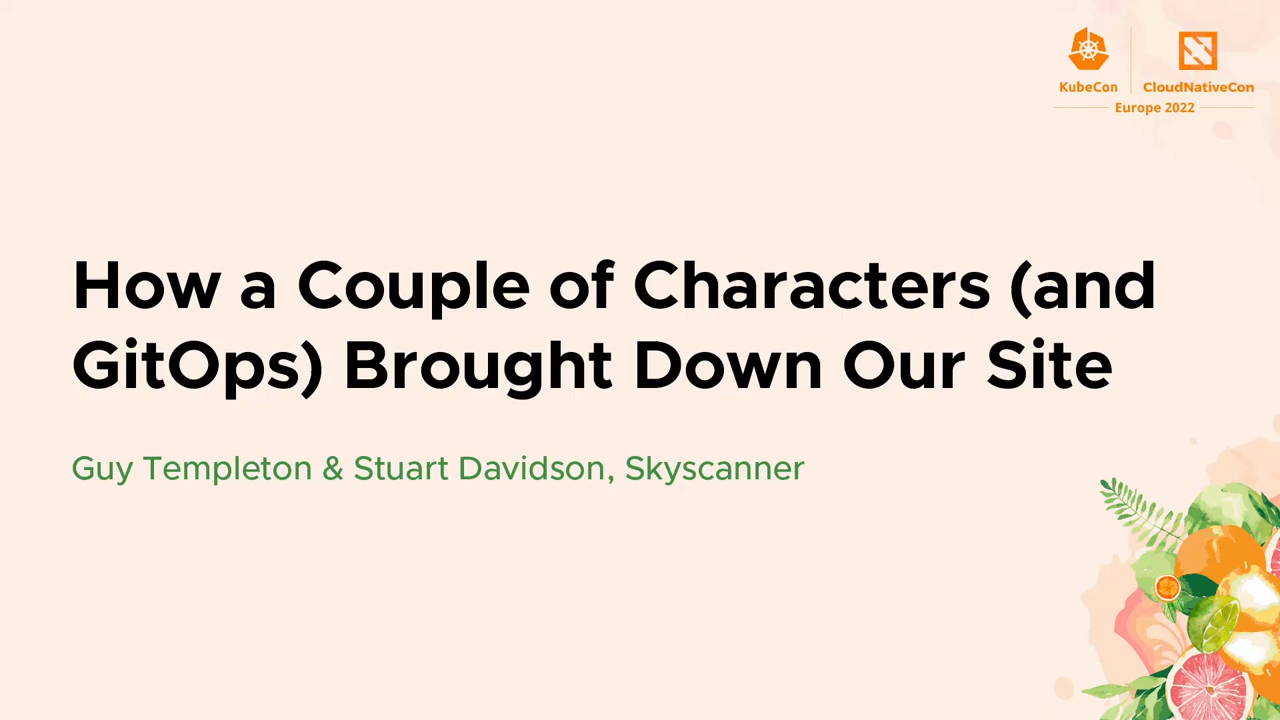 KubeCon
CloudNativeCon
Europe 2022
How a Couple of Characters (and
GitOps) Brought Down Our Site
Guy Templeton & Stuart Davidson, Skyscanner